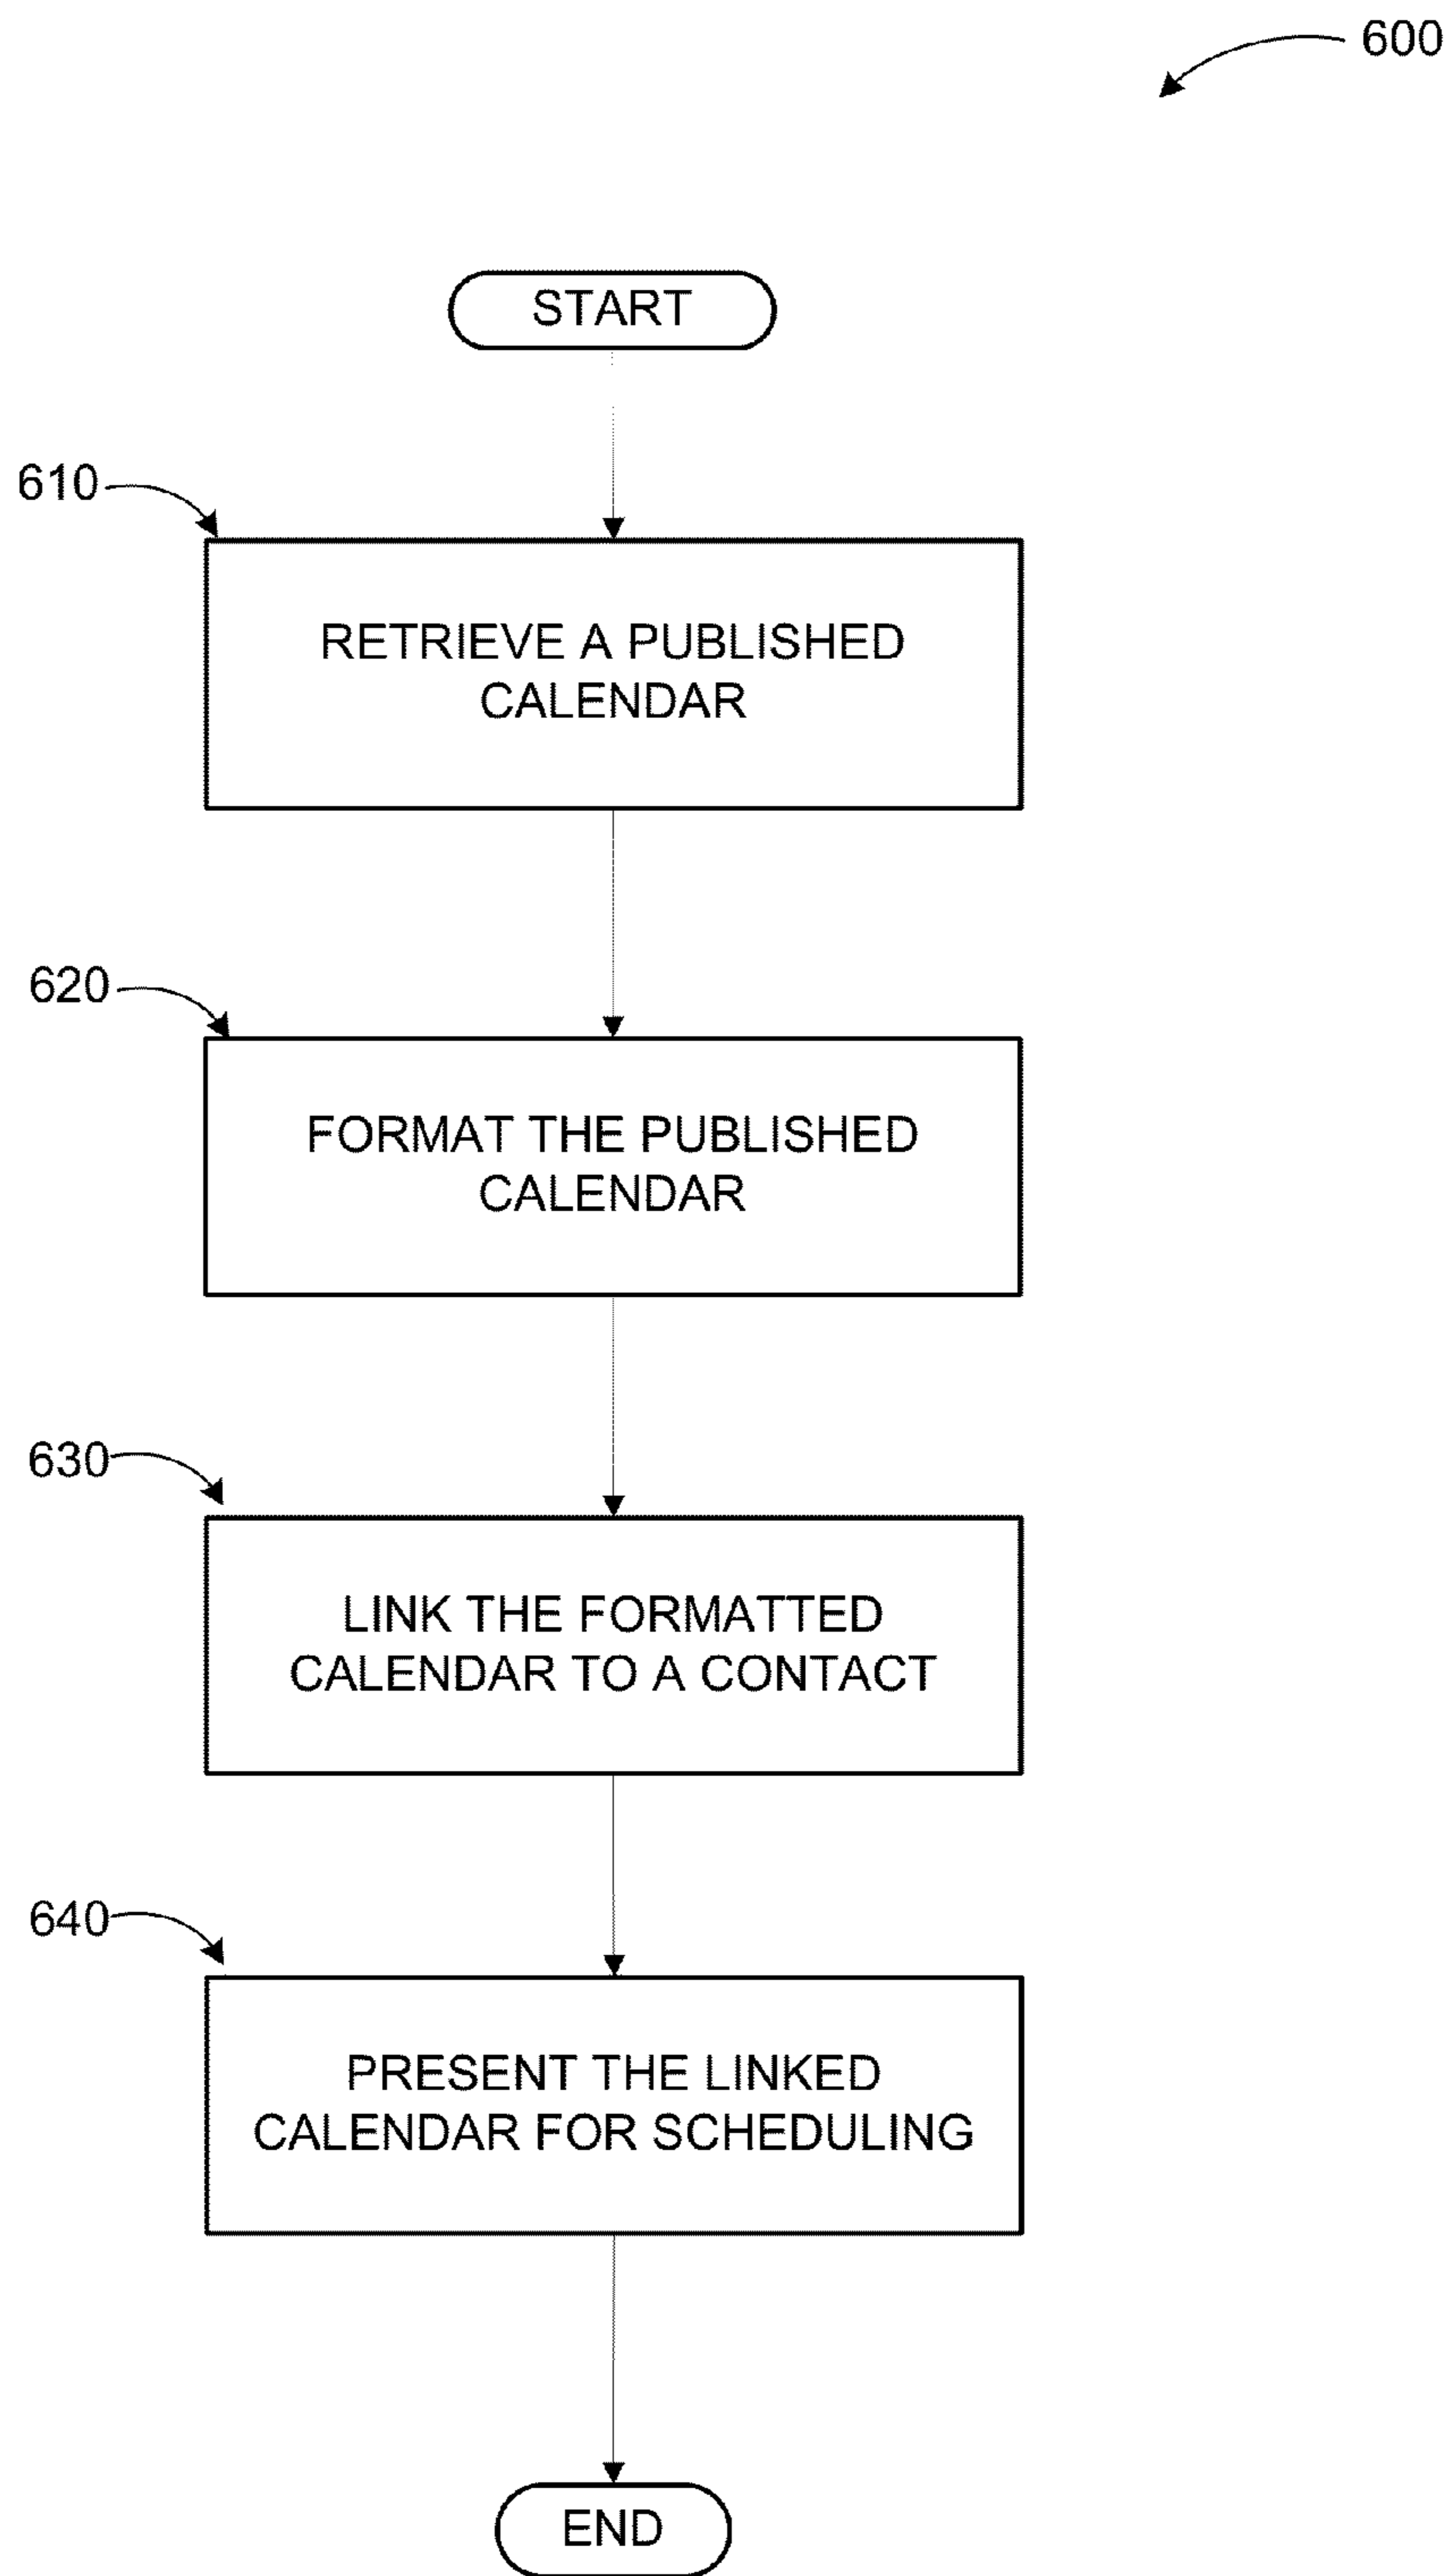 600
START
610
RETRIEVE A PUBLISHED
CALENDAR
620
FORMAT THE PUBLISHED
CALENDAR
630
LINK THE FORMATTED
CALENDAR TO A CONTACT
640
PRESENT THE LINKED
CALENDAR FOR SCHEDULING
END